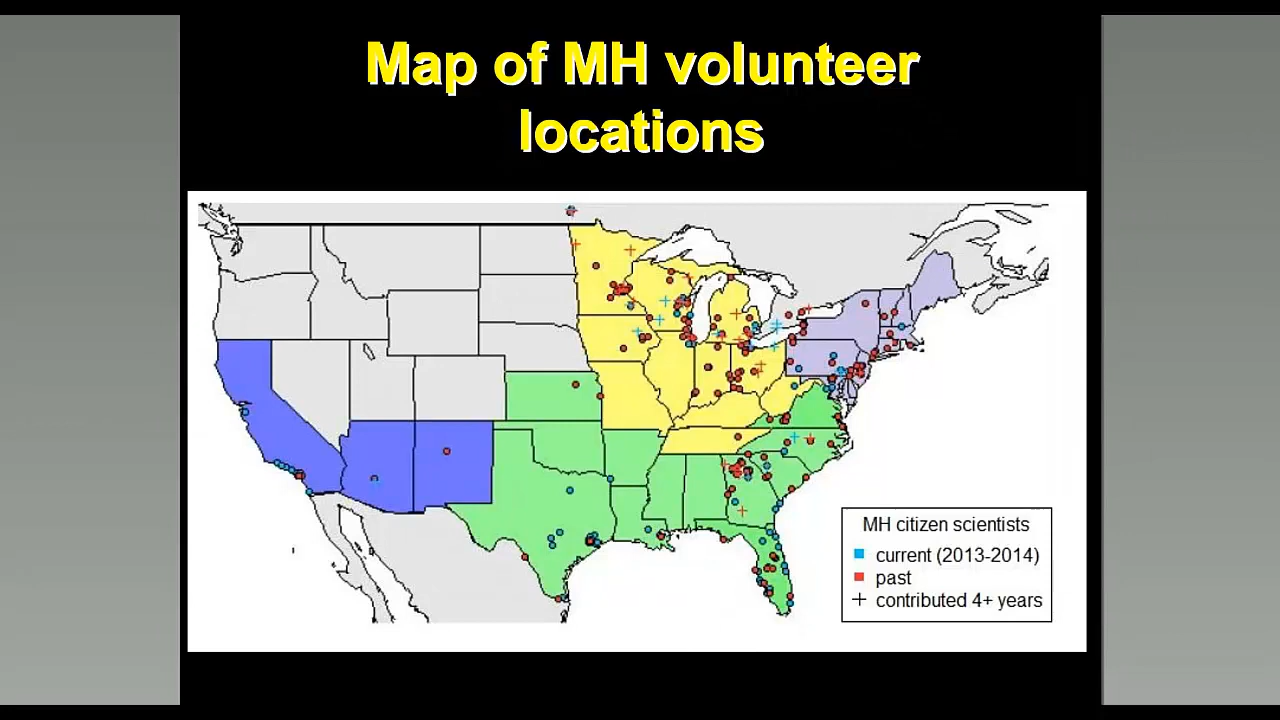 Map of MH volunteer
locations
MH citizen scientists
current (2013-2014)
past
contributed 4+ years